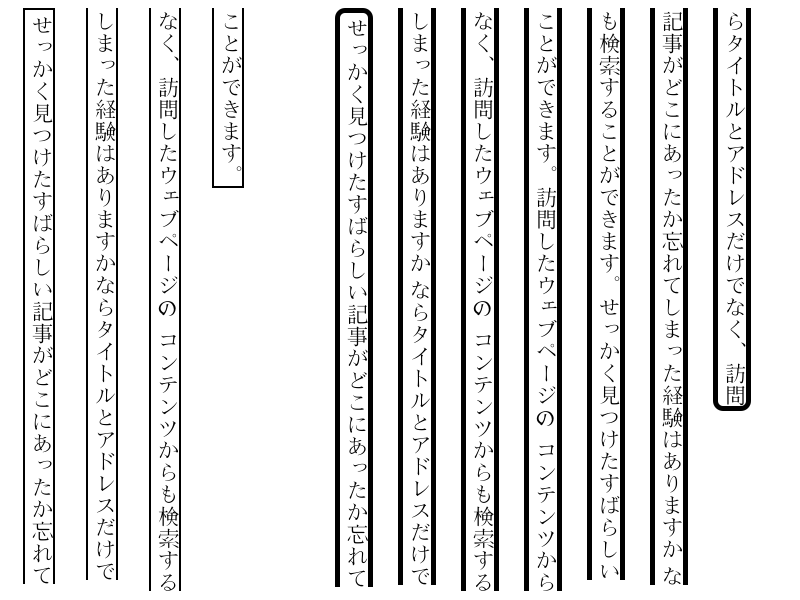 せっかく見つけたすばらしい記事がどこにあったか忘れて
しまった経験はありますかならタイトルとアドレスだけで
なく、訪問したウェブページの コンテンツからも検索する
ことができます。
せっかく見つけたすばらしい記事がどこにあったか忘れて
しまった経験はありますか ならタイトルとアドレスだけで
なく、訪問したウェブページの コンテンツからも検索する
ことができます。 訪問したウェブページの コンテンツから
も検索することができます。 せっかく見つけたすばらしい
記事がどこにあったか忘れてしまった経験はありますか な
らタイトルとアドレスだけでなく、訪問